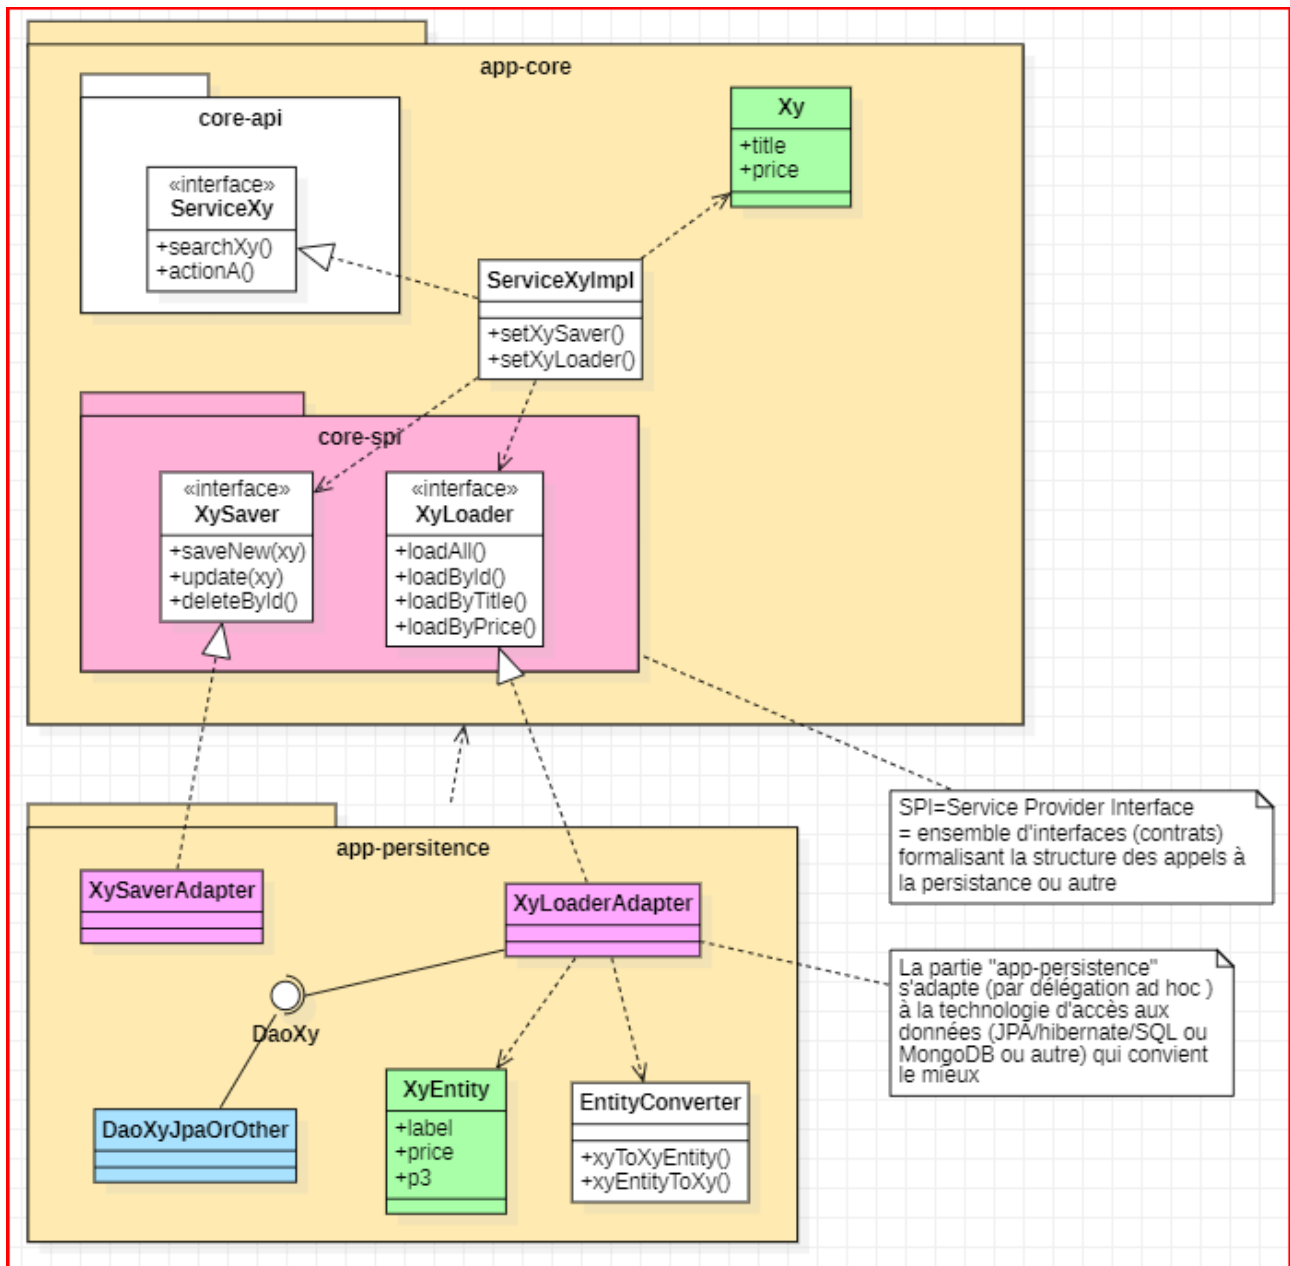 app-core
core-api
«interface»
ServiceXy
+searchXy()
+actionA()
Xy
+title
+price
ServiceXyImpl
+setXySaver()
+setXyLoader()
core-spi
«interface»
XySaver
+saveNew(xy)
+update(xy)
+deleteById()
«interface»
XyLoader
+loadAll()
+loadById()
+loadByTitle()
+loadByPrice()
SPI=Service Provider Interface
= ensemble d'interfaces (contrats)
formalisant la structure des appels à
la persistance ou autre
app-persitence
XySaverAdapter
XyLoaderAdapter
DaoXy
DaoXyJpaOrOther
XyEntity
+label
+price
+p3
EntityConverter
+xyToXyEntity()
+xyEntityToXy()
La partie "app-persistence"
s'adapte (par délégation ad hoc )
à la technologie d'accès aux
données (JPA/hibernate/SQL ou
MongoDB ou autre) qui convient
le mieux